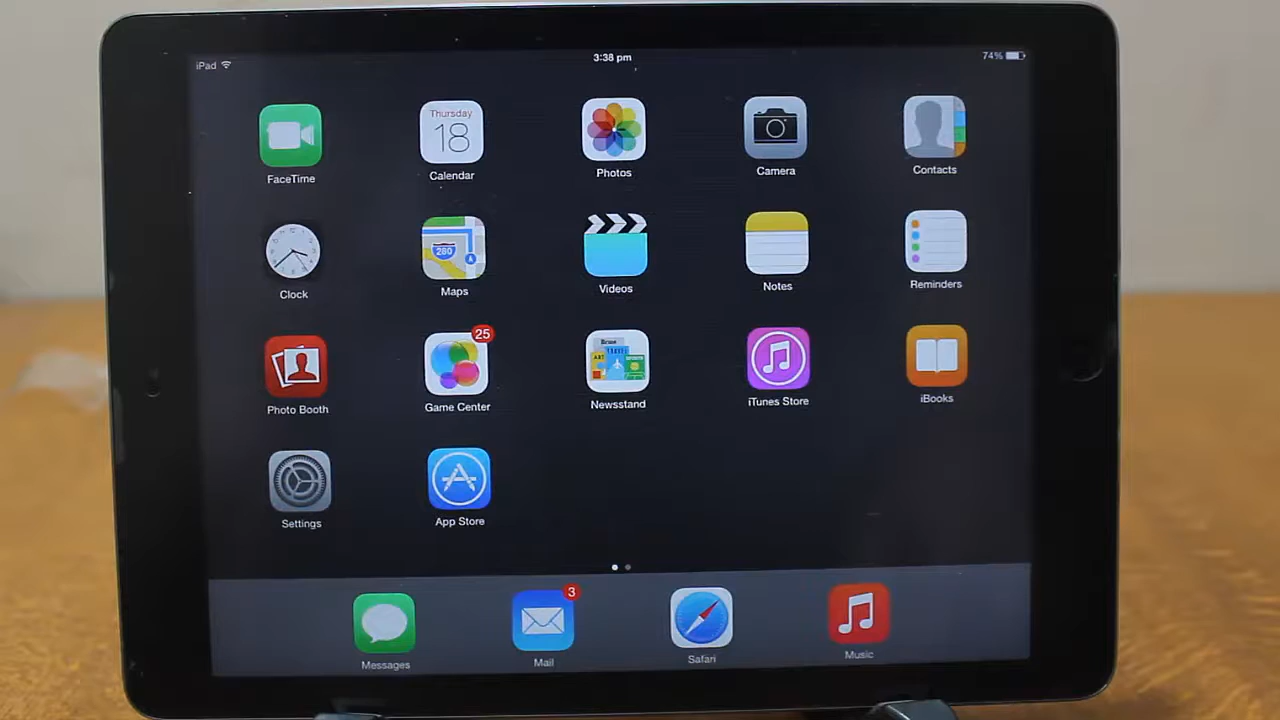 iPad 3:38 pm 74%
Thursday
18
FaceTime Calendar Photos Camera Contacts
280
Clock Maps Videos Notes Reminders
25
Photo Booth Game Center Newsstand iTunes Store iBooks
Settings App Store
3
Messages Mail Safari Music